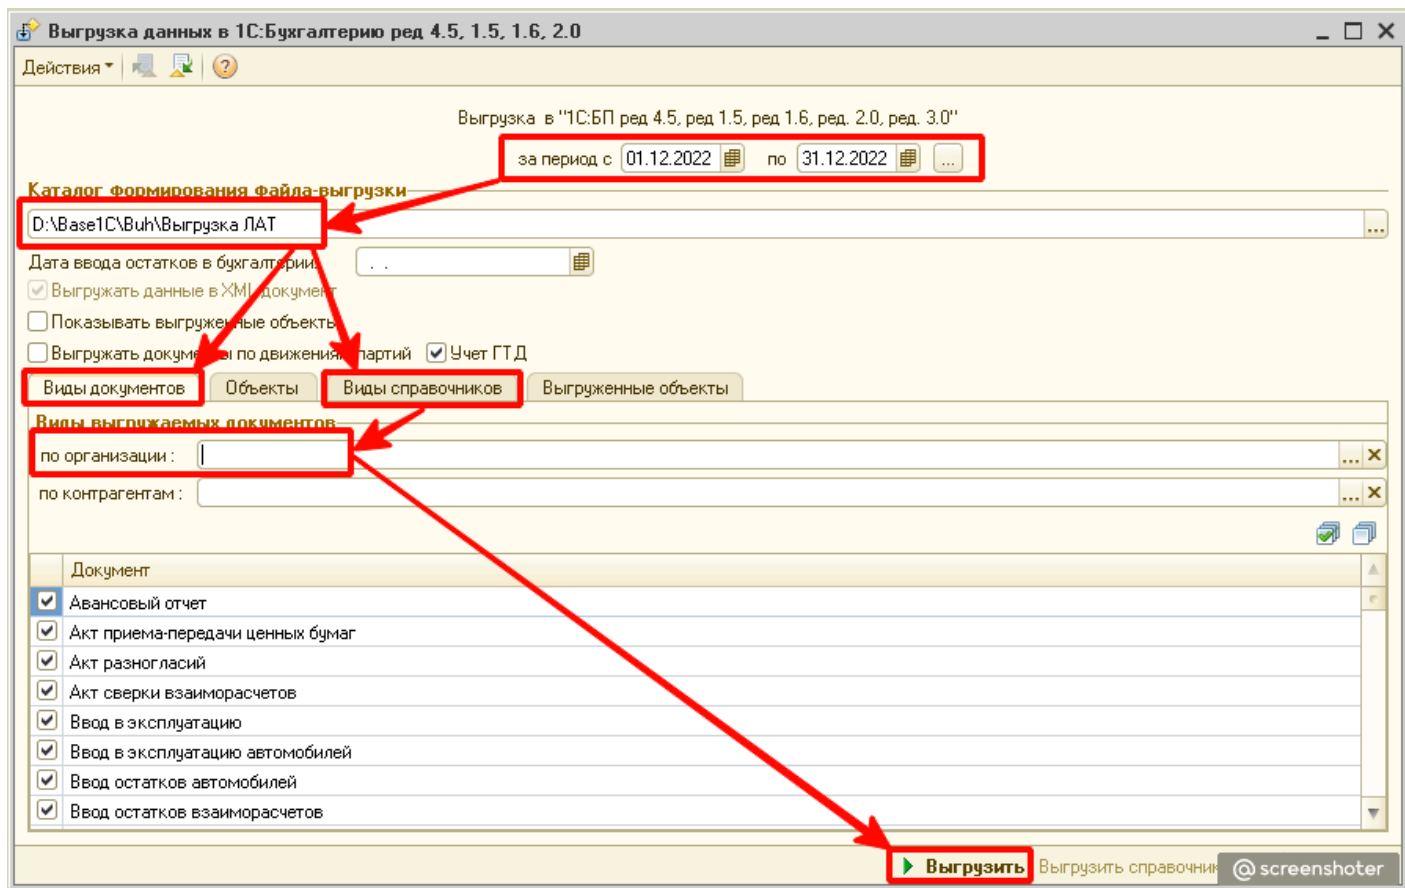 Выгрузка данных в 1С:Бухгалтерию ред 4.5, 1.5, 1.6, 2.0
Действия
Выгрузка в "1С:БП ред 4.5, ред 1.5, ред 1.6, ред. 2.0, ред. 3.0"
за период с 01.12.2022 по 31.12.2022 ...
Каталог формирования файла-выгрузки
D:\Base1C\Buh\Выгрузка ЛАТ ...
Дата ввода остатков в бухгалтерии: . .
Выгружать данные в XML документ
Показывать выгруженные объекты
Выгружать документы по движениям партий Учет ГТД
Виды документов Объекты Виды справочников Выгруженные объекты
Виды выгружаемых документов
по организации : ...
по контрагентам : ...
Документ
Авансовый отчет
Акт приема-передачи ценных бумаг
Акт разногласий
Акт сверки взаиморасчетов
Ввод в эксплуатацию
Ввод в эксплуатацию автомобилей
Ввод остатков автомобилей
Ввод остатков взаиморасчетов
Выгрузить Выгрузить справочник @screenshoter